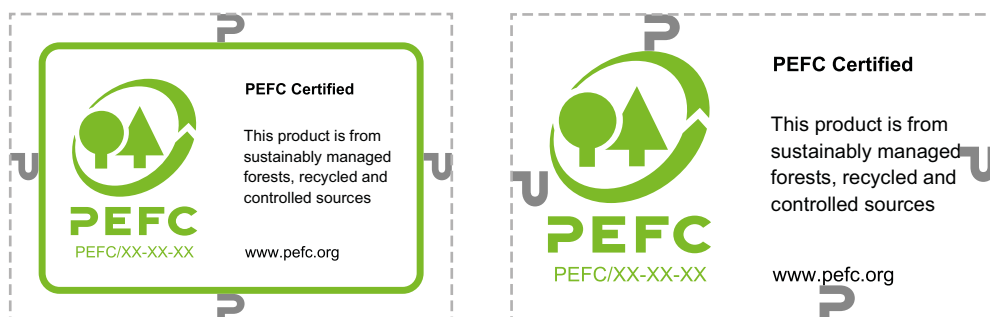 P
PEFC Certified
This product is from
sustainably managed
forests, recycled and
controlled sources
www.pefc.org
PEFC
PEFC/XX-XX-XX
P
P
P
P
PEFC Certified
This product is from
sustainably managed
forests, recycled and
controlled sources
www.pefc.org
PEFC
PEFC/XX-XX-XX
P
P
P